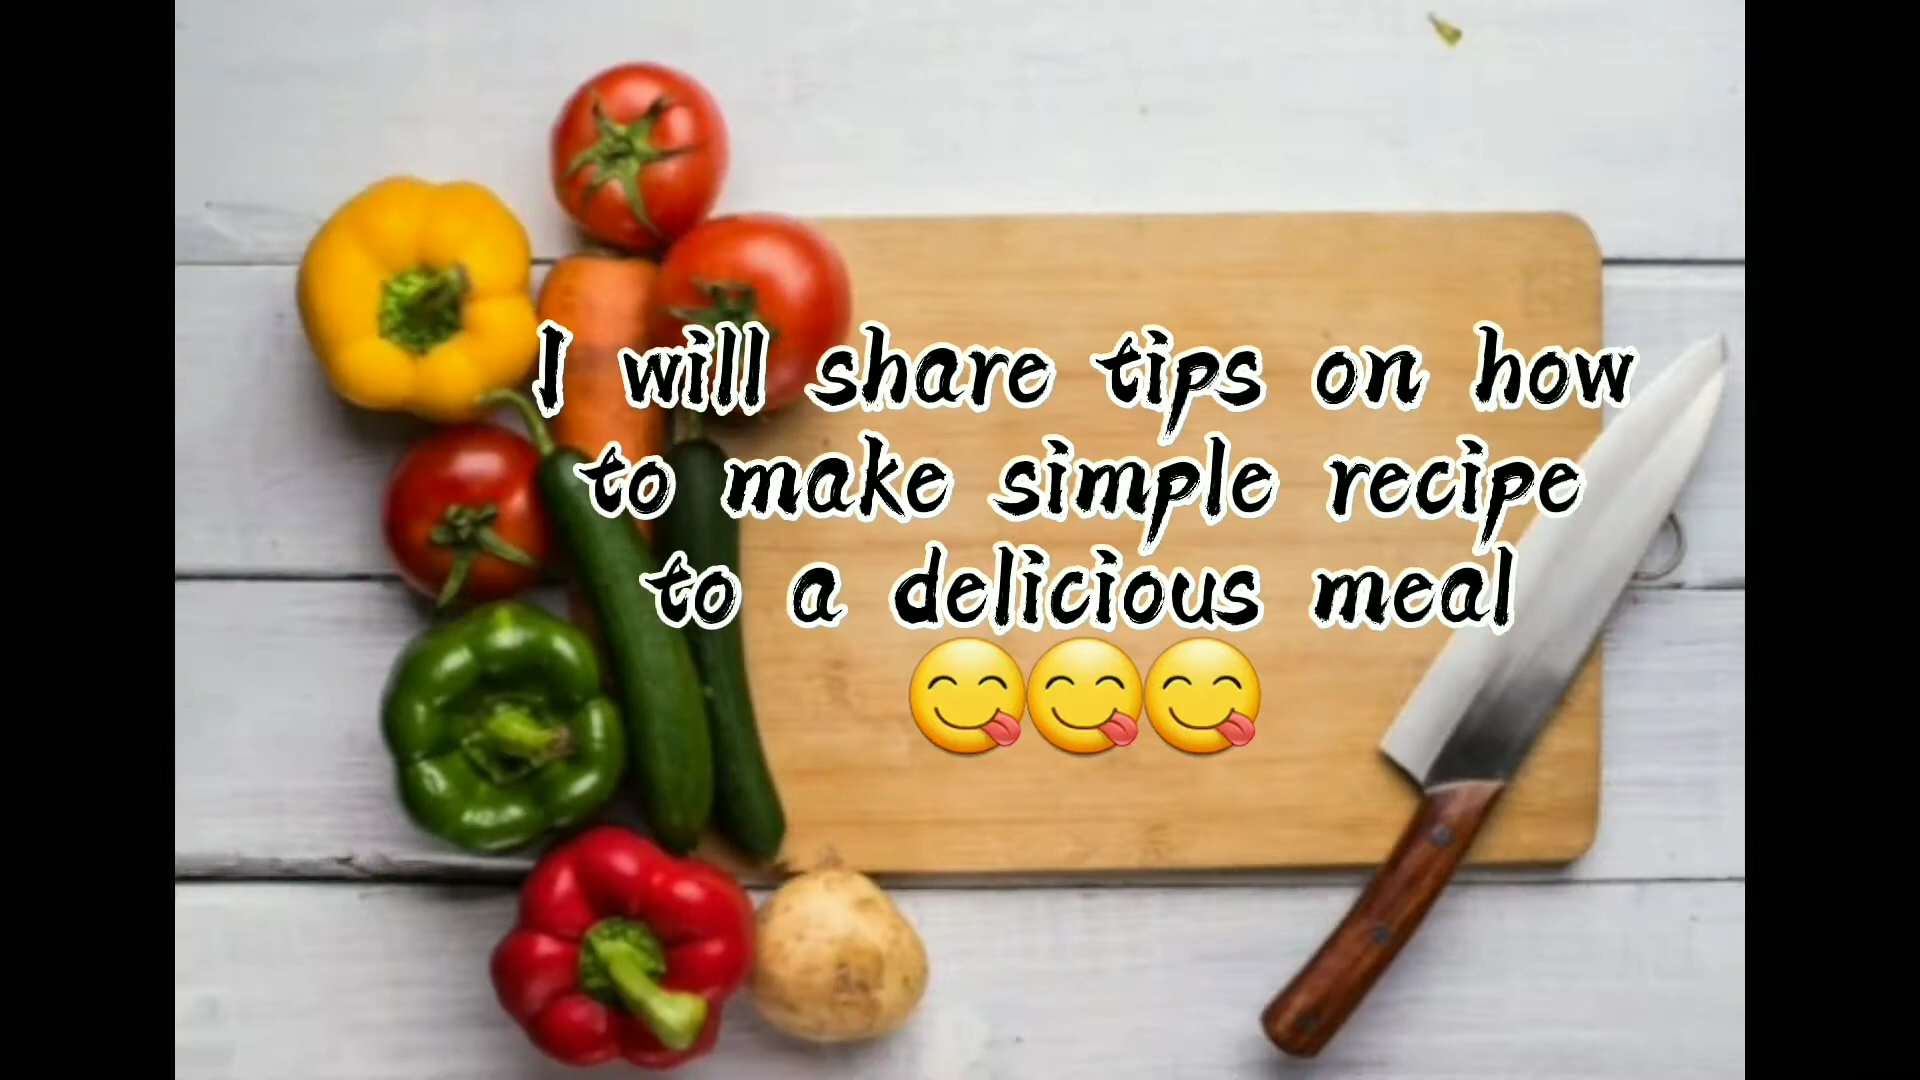 I will share tips on how
to make simple recipe
to a delicious meal
😋😋😋